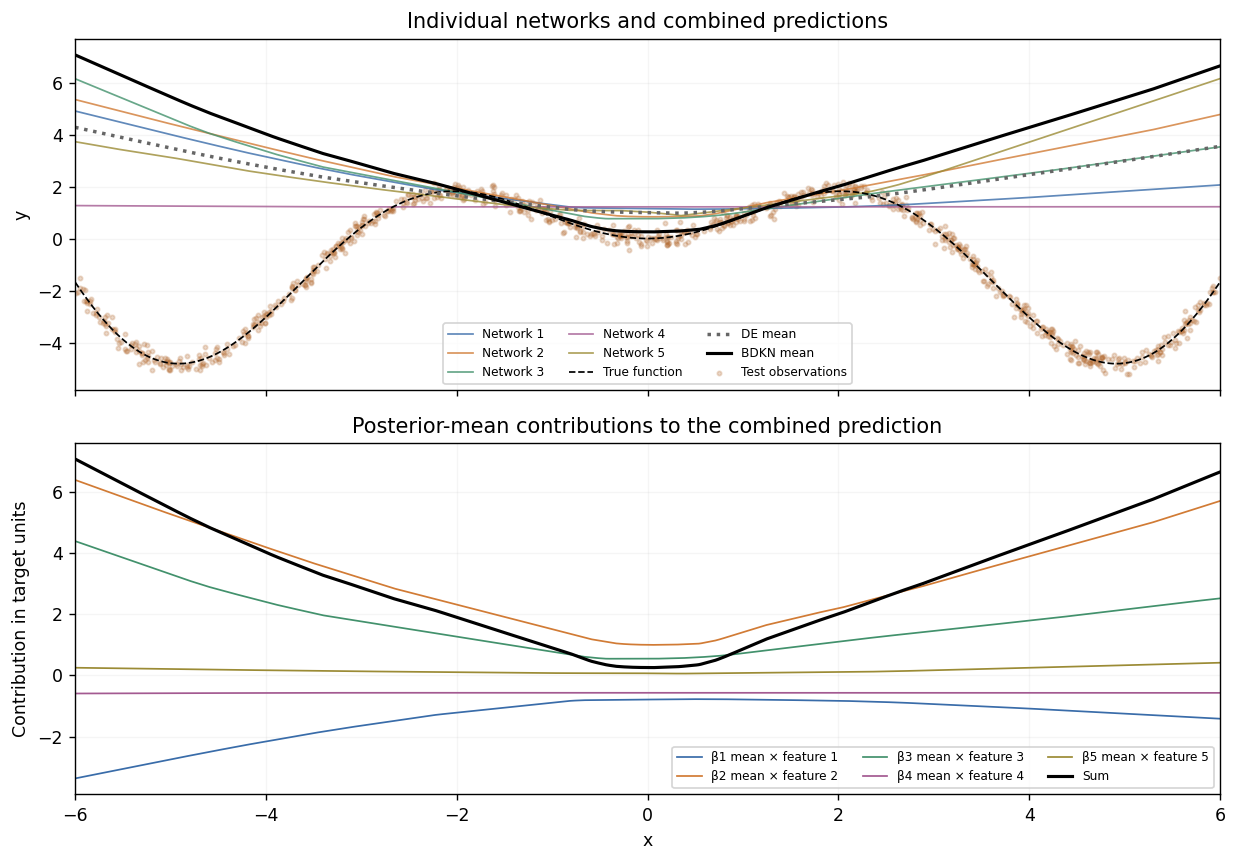 Individual networks and combined predictions
6
4
2
0
−2
−4
y
Network 1
Network 2
Network 3
Network 4
Network 5
True function
DE mean
BDKN mean
Test observations
Posterior-mean contributions to the combined prediction
6
4
2
0
−2
Contribution in target units
β1 mean × feature 1
β2 mean × feature 2
β3 mean × feature 3
β4 mean × feature 4
β5 mean × feature 5
Sum
−6
−4
−2
0
2
4
6
x